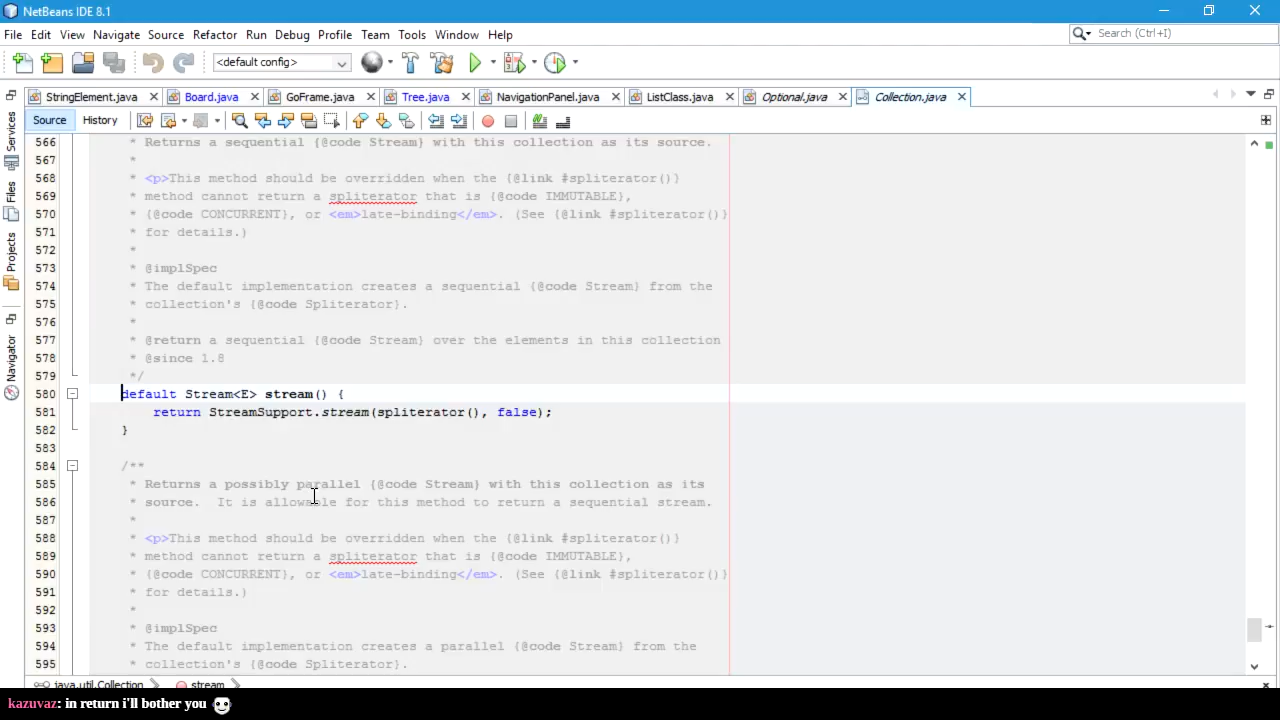 NetBeans IDE 8.1
File Edit View Navigate Source Refactor Run Debug Profile Team Tools Window Help
Search (Ctrl+I)
<default config>
StringElement.java Board.java GoFrame.java Tree.java NavigationPanel.java ListClass.java Optional.java Collection.java
Source History
Services
Files
Projects
Navigator
566 * Returns a sequential {@code Stream} with this collection as its source.
567 *
568 * <p>This method should be overridden when the {@link #spliterator()}
569 * method cannot return a spliterator that is {@code IMMUTABLE},
570 * {@code CONCURRENT}, or <em>late-binding</em>. (See {@link #spliterator()}
571 * for details.)
572 *
573 * @implSpec
574 * The default implementation creates a sequential {@code Stream} from the
575 * collection's {@code Spliterator}.
576 *
577 * @return a sequential {@code Stream} over the elements in this collection
578 * @since 1.8
579 */
580 default Stream<E> stream() {
581 return StreamSupport.stream(spliterator(), false);
582 }
583
584 /**
585 * Returns a possibly parallel {@code Stream} with this collection as its
586 * source.  It is allowable for this method to return a sequential stream.
587 *
588 * <p>This method should be overridden when the {@link #spliterator()}
589 * method cannot return a spliterator that is {@code IMMUTABLE},
590 * {@code CONCURRENT}, or <em>late-binding</em>. (See {@link #spliterator()}
591 * for details.)
592 *
593 * @implSpec
594 * The default implementation creates a parallel {@code Stream} from the
595 * collection's {@code Spliterator}.
java.util.Collection stream
kazuvaz: in return i'll bother you